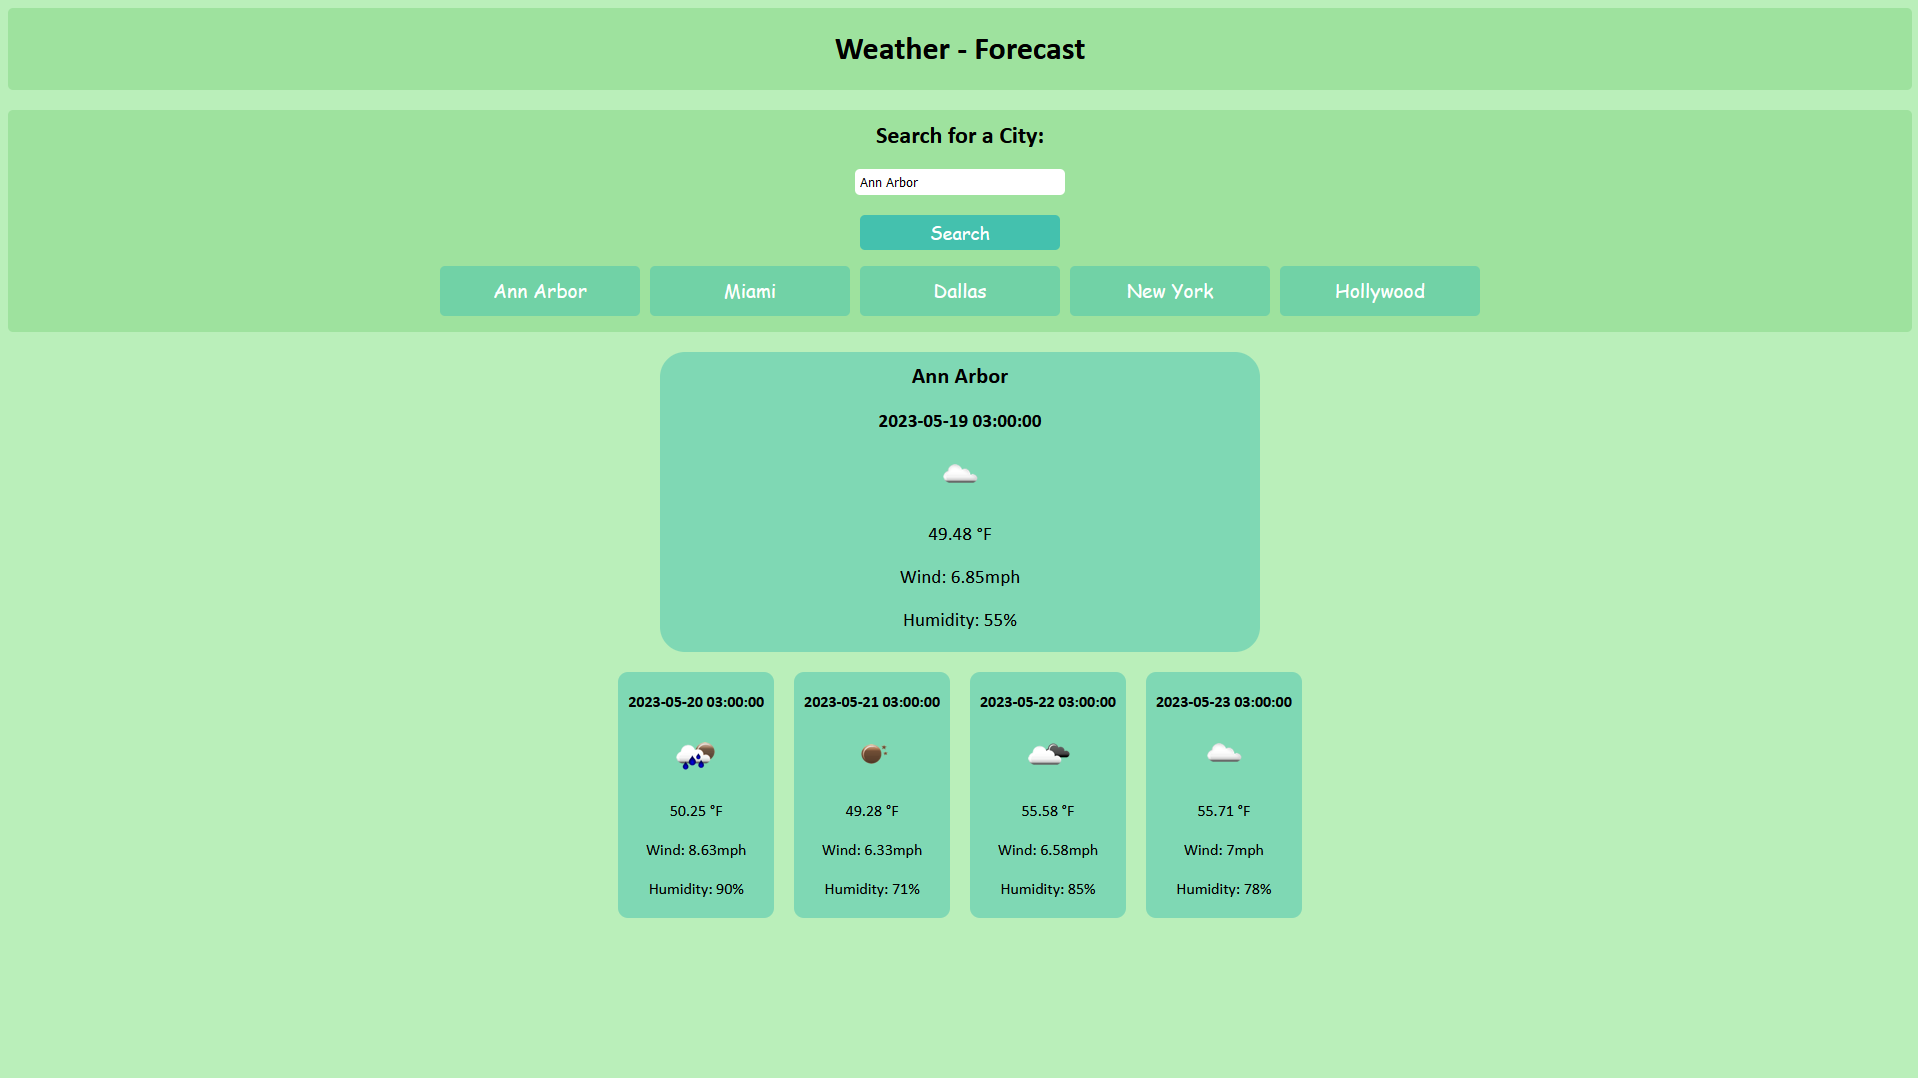 Weather - Forecast
Search for a City:
Ann Arbor
Search
Ann Arbor Miami Dallas New York Hollywood
Ann Arbor
2023-05-19 03:00:00
49.48 °F
Wind: 6.85mph
Humidity: 55%
2023-05-20 03:00:00
50.25 °F
Wind: 8.63mph
Humidity: 90%
2023-05-21 03:00:00
49.28 °F
Wind: 6.33mph
Humidity: 71%
2023-05-22 03:00:00
55.58 °F
Wind: 6.58mph
Humidity: 85%
2023-05-23 03:00:00
55.71 °F
Wind: 7mph
Humidity: 78%